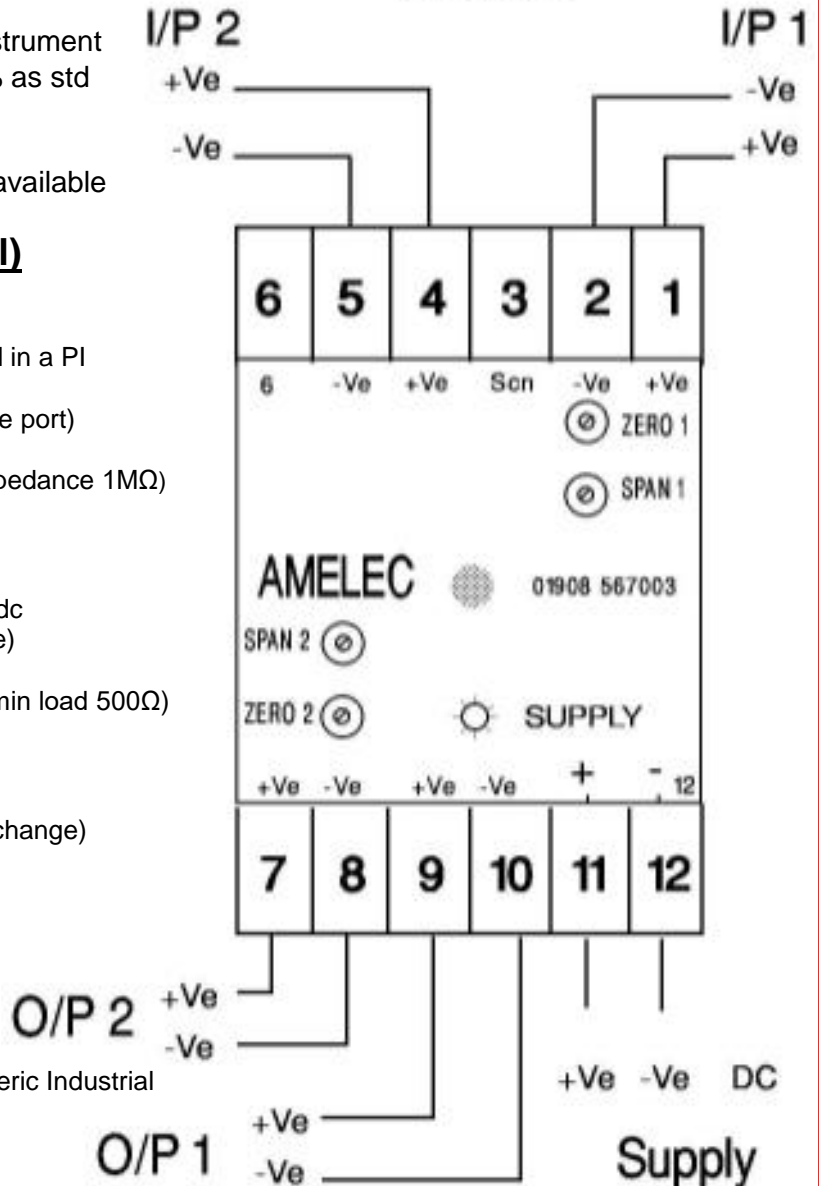 I/P 2
I/P 1
strument
as std
+Ve
-Ve
-Ve
+Ve
available
l)
6 5 4 3 2 1
6 -Ve +Ve Scn -Ve +Ve
l in a PI
e port)
pedance 1MΩ)
ZERO 1
SPAN 1
AMELEC 01908 567003
dc
e)
SPAN 2
min load 500Ω)
ZERO 2 SUPPLY
+Ve -Ve +Ve -Ve + - 12
change)
7 8 9 10 11 12
O/P 2 +Ve
-Ve
eric Industrial
+Ve -Ve DC
O/P 1 +Ve
-Ve
Supply